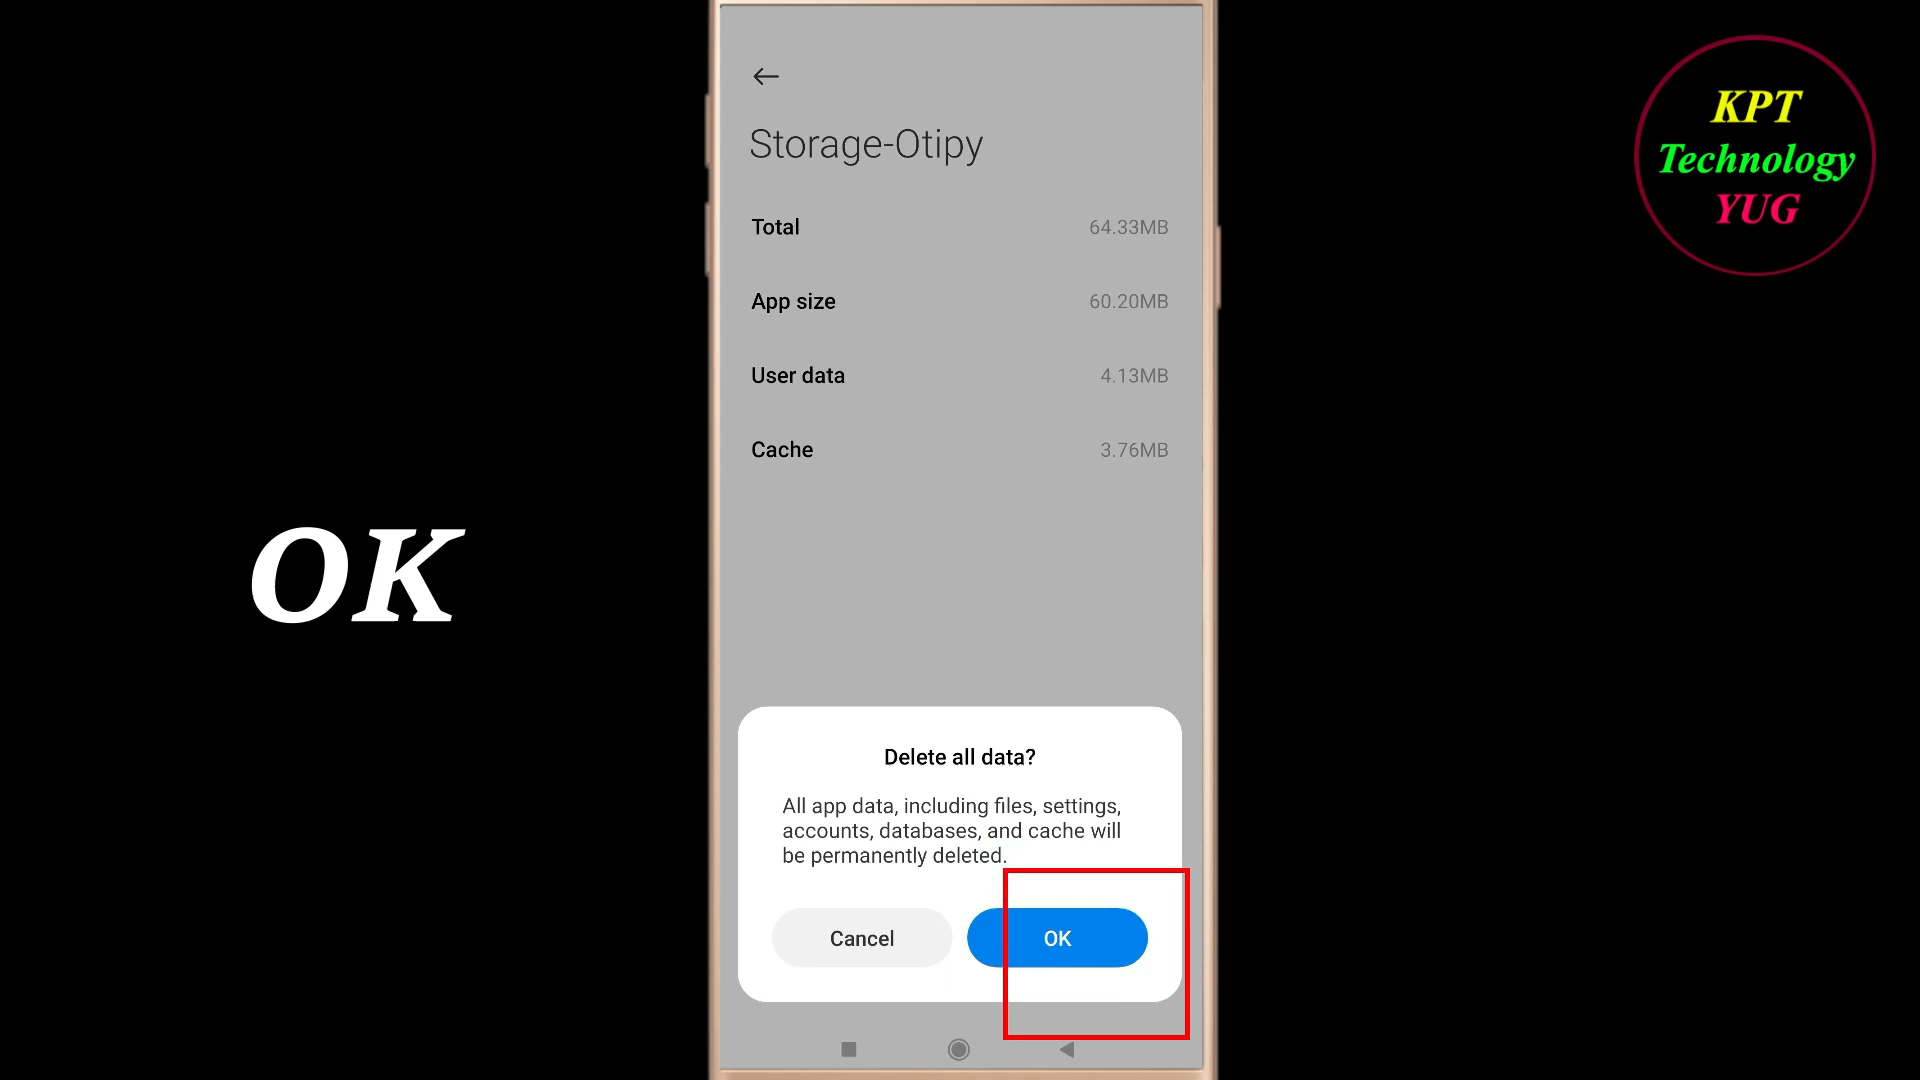 KPT
Technology
YUG
Storage-Otipy
Total 64.33MB
App size 60.20MB
User data 4.13MB
Cache 3.76MB
OK
Delete all data?
All app data, including files, settings,
accounts, databases, and cache will
be permanently deleted.
Cancel OK